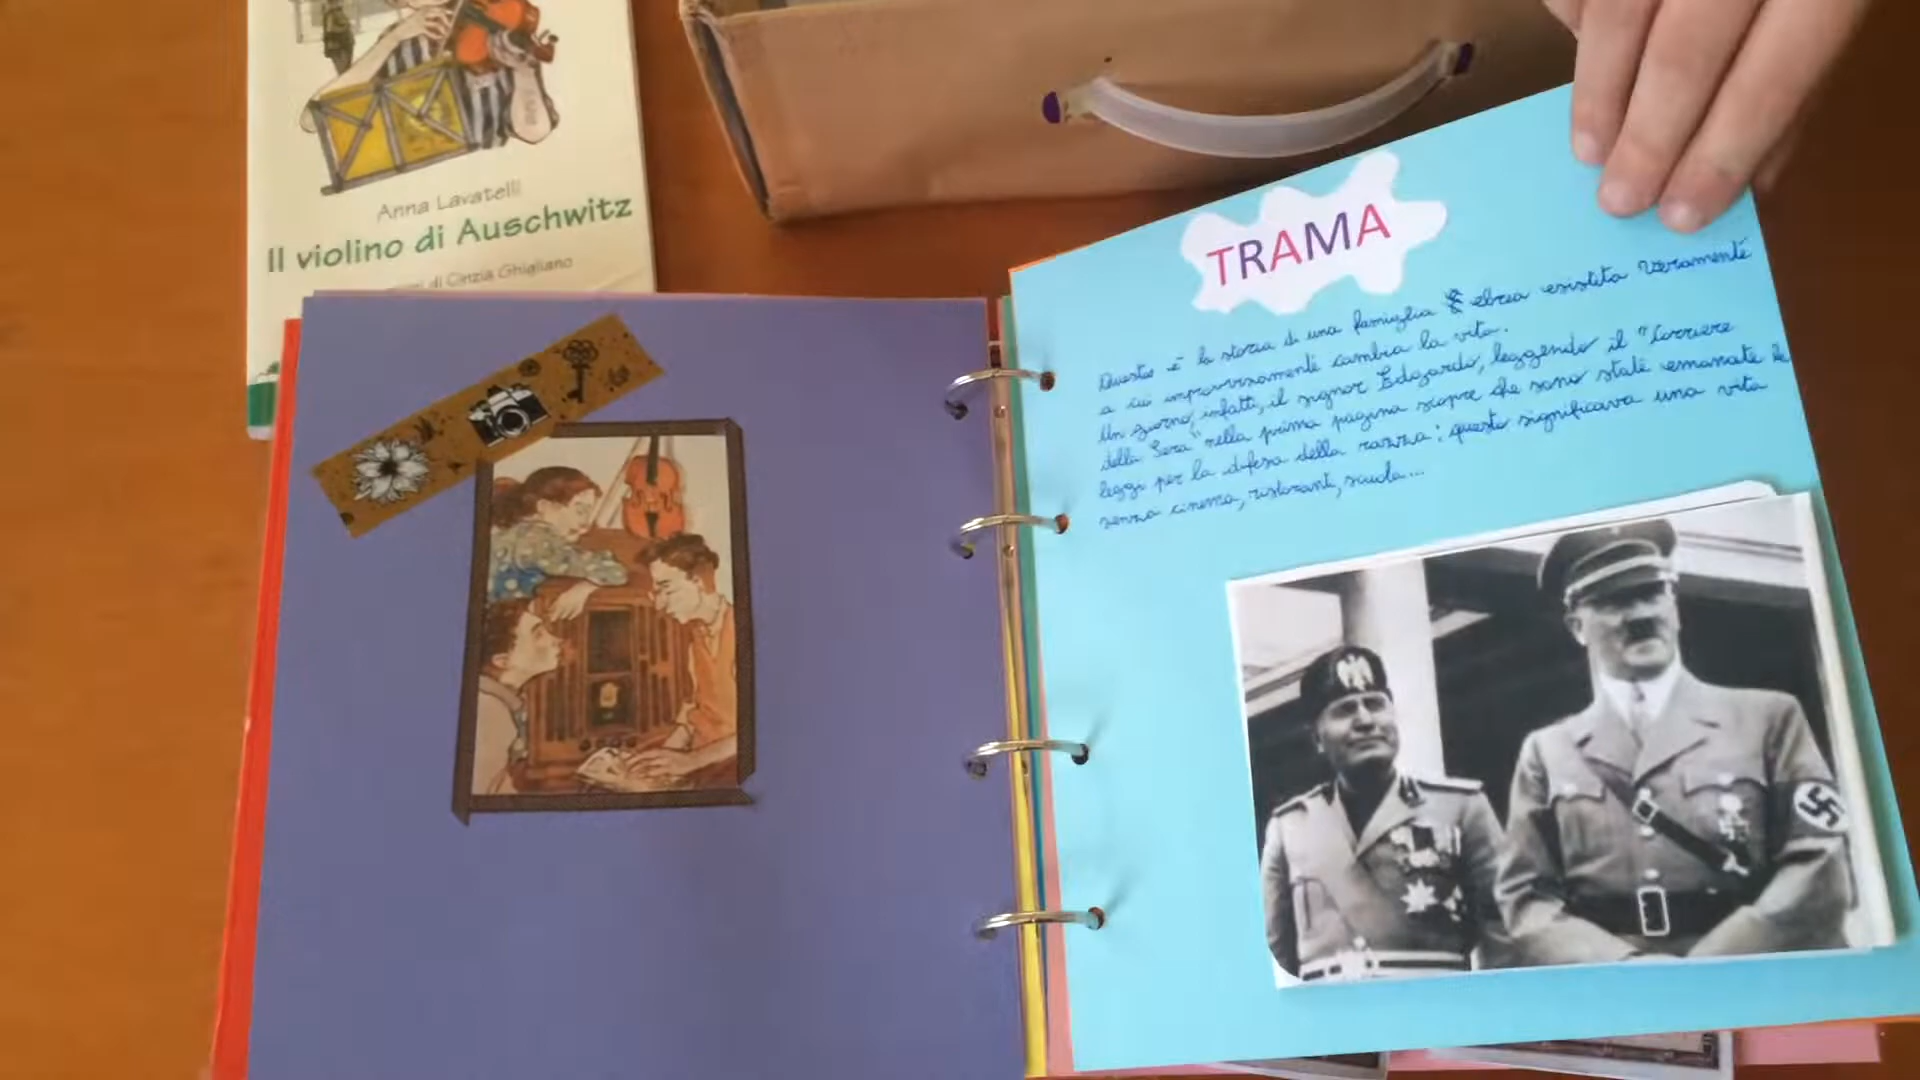 Anna Lavatelli
Il violino di Auschwitz
di Cinzia Ghigliano
TRAMA
Questa è la storia di una famiglia ebrea esistita veramente
a cui improvvisamente cambia la vita.
Un giorno, infatti, il signor Edgardo, leggendo il "Corriere
della Sera" nella prima pagina scopre che sono state emanate le
leggi per la difesa della razza: questo significava una vita
senza cinema, ristoranti, scuola...